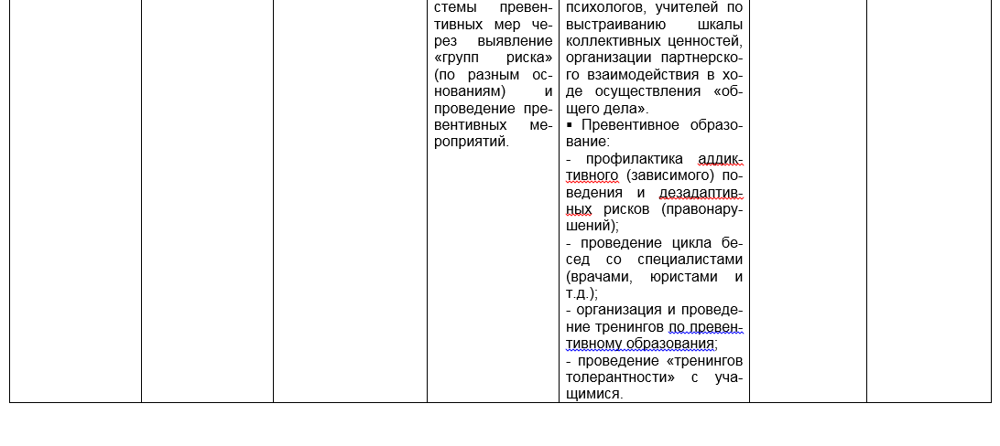 стемы превен-
тивных мер че-
рез выявление
«групп риска»
(по разным ос-
нованиям) и
проведение пре-
вентивных ме-
роприятий.
психологов, учителей по
выстраиванию шкалы
коллективных ценностей,
организации партнерско-
го взаимодействия в хо-
де осуществления «об-
щего дела».
▪ Превентивное образо-
вание:
- профилактика аддик-
тивного (зависимого) по-
ведения и дезадаптив-
ных рисков (правонару-
шений);
- проведение цикла бе-
сед со специалистами
(врачами, юристами и
т.д.);
- организация и проведе-
ние тренингов по превен-
тивному образования;
- проведение «тренингов
толерантности» с уча-
щимися.